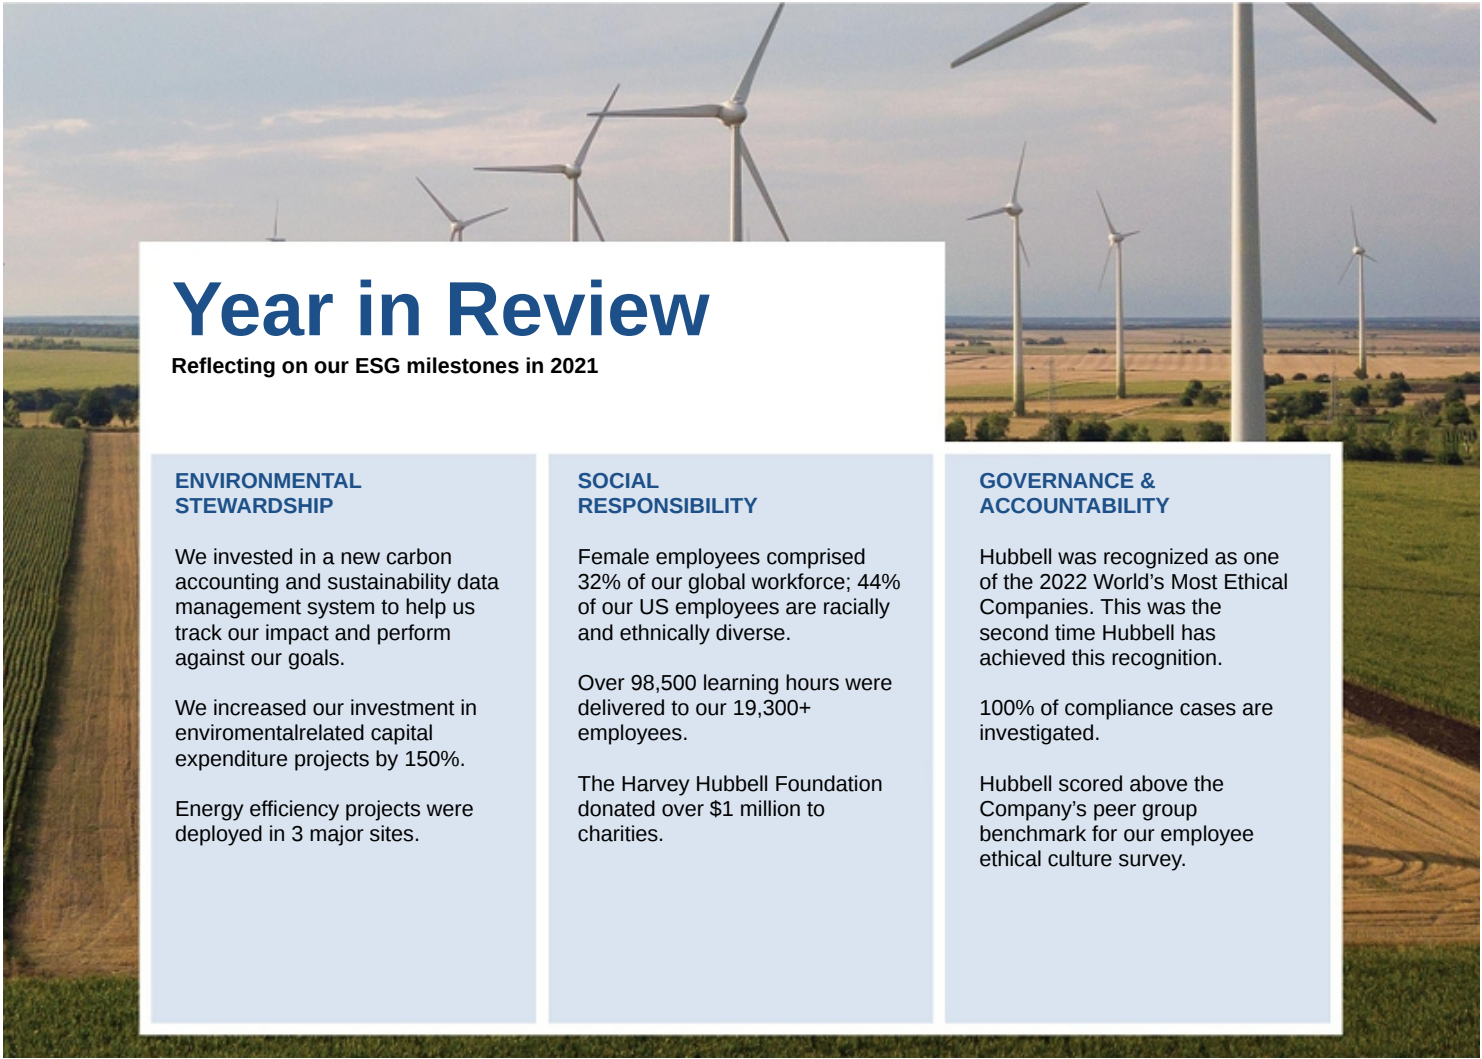 Year in Review
Reflecting on our ESG milestones in 2021
ENVIRONMENTAL
STEWARDSHIP
We invested in a new carbon
accounting and sustainability data
management system to help us
track our impact and perform
against our goals.
We increased our investment in
enviromentalrelated capital
expenditure projects by 150%.
Energy efficiency projects were
deployed in 3 major sites.
SOCIAL
RESPONSIBILITY
Female employees comprised
32% of our global workforce; 44%
of our US employees are racially
and ethnically diverse.
Over 98,500 learning hours were
delivered to our 19,300+
employees.
The Harvey Hubbell Foundation
donated over $1 million to
charities.
GOVERNANCE &
ACCOUNTABILITY
Hubbell was recognized as one
of the 2022 World’s Most Ethical
Companies. This was the
second time Hubbell has
achieved this recognition.
100% of compliance cases are
investigated.
Hubbell scored above the
Company’s peer group
benchmark for our employee
ethical culture survey.